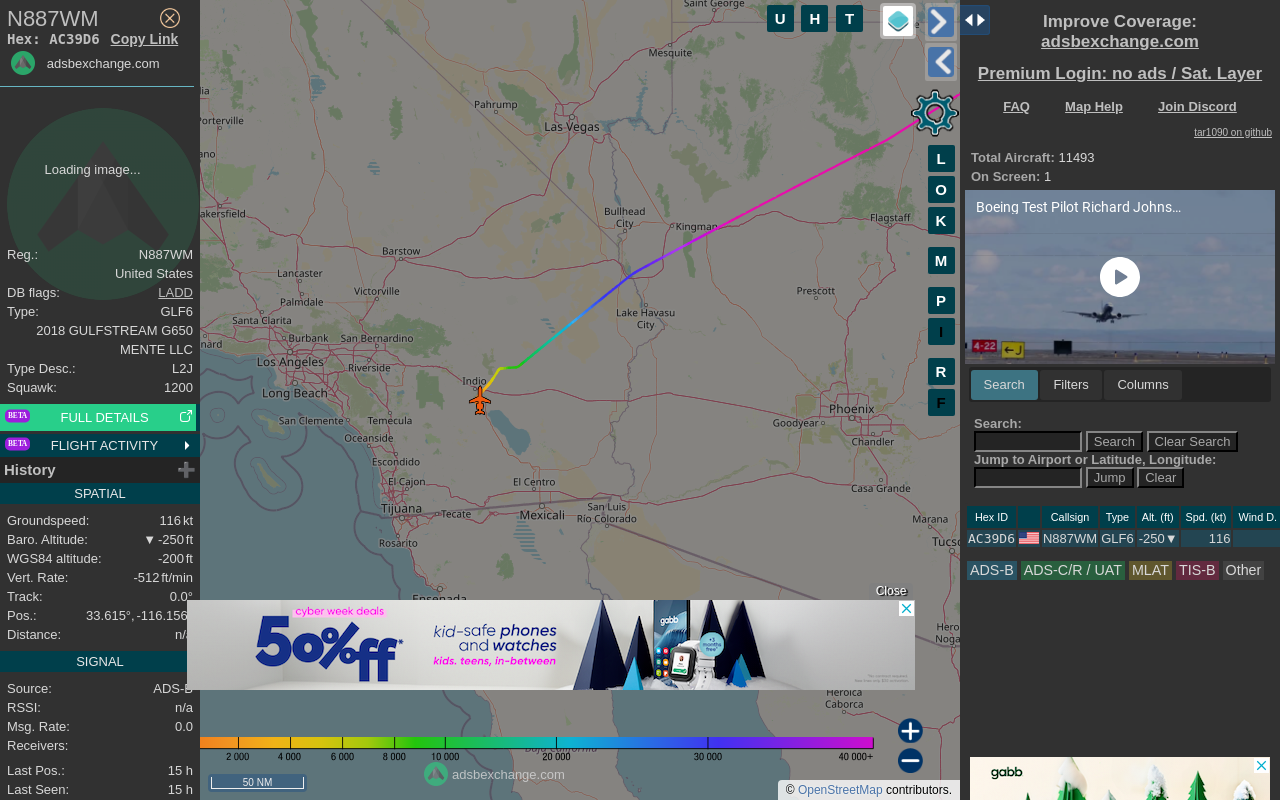 N887WM
Hex: AC39D6 Copy Link
adsbexchange.com
Loading image...
Reg.: N887WM
United States
DB flags: LADD
Type: GLF6
2018 GULFSTREAM G650
MENTE LLC
Type Desc.: L2J
Squawk: 1200
BETA FULL DETAILS
BETA FLIGHT ACTIVITY
History
SPATIAL
Groundspeed: 116 kt
Baro. Altitude: ▼ -250 ft
WGS84 altitude: -200 ft
Vert. Rate: -512 ft/min
Track: 0.0°
Pos.: 33.615°, -116.156
Distance: n/a
SIGNAL
Source: ADS-B
RSSI: n/a
Msg. Rate: 0.0
Receivers:
Last Pos.: 15 h
Last Seen: 15 h
Saint George
U H T
Mesquite
Pahrump
Las Vegas
Porterville
Bullhead
City
Kingman
Flagstaff
akersfield
Barstow
Lancaster
Victorville
Palmdale
Prescott
Santa Clarita
Lake Havasu
City
Burbank
San Bernardino
nard
Los Angeles
Riverside
Indio
Long Beach
San Clemente
Temecula
Phoenix
Goodyear
Oceanside
Chandler
Escondido
El Cajon
El Centro
Casa Grande
Tijuana
Tecate
Mexicali
San Luis
Río Colorado
Marana
Rosarito
Tucso
Ensenada
L
O
K
M
P
I
R
F
Close
cyber week deals
50%ff*
kid-safe phones
and watches
kids. teens, in-between
gabb
+3
months
free
Heroica
Caborca
Baja California
2 000 4 000 6 000 8 000 10 000 20 000 30 000 40 000+
50 NM
adsbexchange.com
© OpenStreetMap contributors.
Improve Coverage:
adsbexchange.com
Premium Login: no ads / Sat. Layer
FAQ Map Help Join Discord
tar1090 on github
Total Aircraft: 11493
On Screen: 1
Boeing Test Pilot Richard Johns…
4-22
J
Search Filters Columns
Search:
Search Clear Search
Jump to Airport or Latitude, Longitude:
Jump Clear
Hex ID Callsign Type Alt. (ft) Spd. (kt) Wind D.
AC39D6 N887WM GLF6 -250▼ 116
ADS-B ADS-C/R / UAT MLAT TIS-B Other
gabb